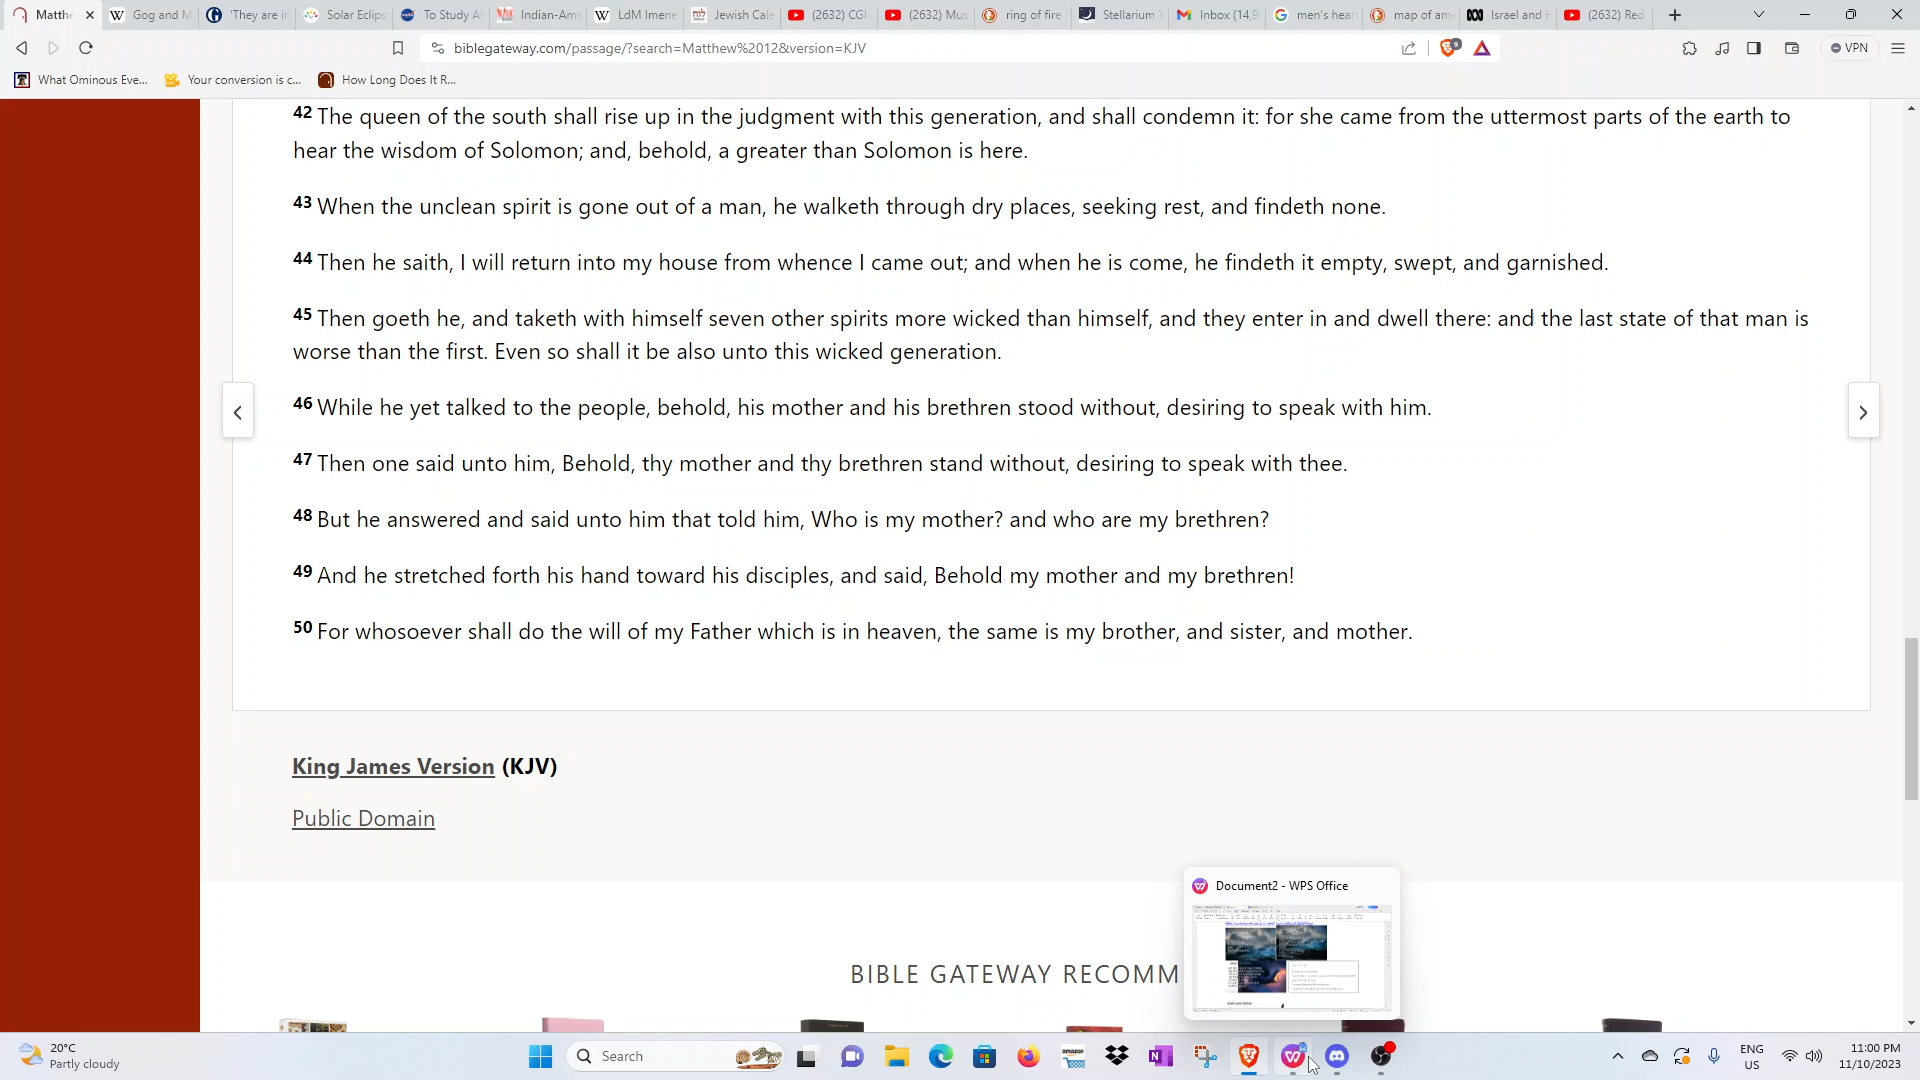 Matthe
Gog and M
'They are in
Solar Eclips
To Study At
Indian-Ame
LdM Imene
Jewish Cale
(2632) CGI
(2632) Mus
ring of fire
Stellarium
Inbox (14,9
men's hear
map of am
Israel and
(2632) Red
biblegateway.com/passage/?search=Matthew%2012&version=KJV
VPN
What Ominous Eve...
Your conversion is c...
How Long Does It R...
42 The queen of the south shall rise up in the judgment with this generation, and shall condemn it: for she came from the uttermost parts of the earth to
hear the wisdom of Solomon; and, behold, a greater than Solomon is here.
43 When the unclean spirit is gone out of a man, he walketh through dry places, seeking rest, and findeth none.
44 Then he saith, I will return into my house from whence I came out; and when he is come, he findeth it empty, swept, and garnished.
45 Then goeth he, and taketh with himself seven other spirits more wicked than himself, and they enter in and dwell there: and the last state of that man is
worse than the first. Even so shall it be also unto this wicked generation.
46 While he yet talked to the people, behold, his mother and his brethren stood without, desiring to speak with him.
47 Then one said unto him, Behold, thy mother and thy brethren stand without, desiring to speak with thee.
48 But he answered and said unto him that told him, Who is my mother? and who are my brethren?
49 And he stretched forth his hand toward his disciples, and said, Behold my mother and my brethren!
50 For whosoever shall do the will of my Father which is in heaven, the same is my brother, and sister, and mother.
King James Version (KJV)
Public Domain
Document2 - WPS Office
BIBLE GATEWAY RECOMM
20°C
Partly cloudy
Search
amazon
ENG
US
11:00 PM
11/10/2023